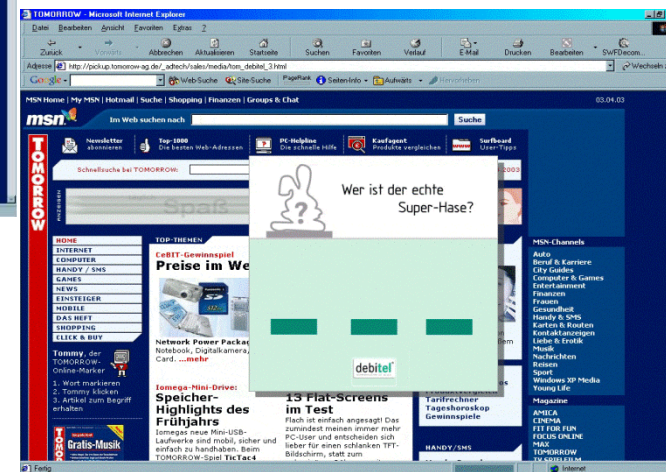 TOMORROW - Microsoft Internet Explorer
Datei Bearbeiten Ansicht Favoriten Extras ?
Zurück Vorwärts Abbrechen Aktualisieren Startseite Suchen Favoriten Verlauf E-Mail Drucken Bearbeiten SWFDecom...
Adresse http://pickup.tomorrow-ag.de/_adtech/sales/media/tom_debitel_3.html Wechseln
Google Web-Suche Site-Suche PageRank Seiten-Info Aufwärts Hervorheben
MSN Home | My MSN | Hotmail | Suche | Shopping | Finanzen | Groups & Chat 03.04.03
msn Im Web suchen nach Suche
TOMORROW
Newsletter abonnieren
Top-1000 Die besten Web-Adressen
PC-Helpline Die schnelle Hilfe
Kaufagent Produkte vergleichen
Surfboard User-Tipps
Schnellsuche bei TOMORROW: 2003
ANZEIGEN
Spaß
?
Wer ist der echte
Super-Hase?
debitel
HOME
INTERNET
COMPUTER
HANDY / SMS
GAMES
NEWS
EINSTEIGER
MOBILE
DAS HEFT
SHOPPING
CLICK & BUY
Tommy, der
TOMORROW-
Online-Marker
1. Wort markieren
2. Tommy klicken
3. Artikel zum Begriff
erhalten
Gratis-Musik
TOP-THEMEN
CeBIT-Gewinnspiel
Preise im We
Network Power Packag
Notebook, Digitalkamera,
Card. ...mehr
Iomega-Mini-Drive:
Speicher-
Highlights des
Frühjahrs
Iomegas neue Mini-USB-
Laufwerke sind mobil, sicher und
einfach zu handhaben. Beim
TOMORROW-Spiel TicTac4
13 Flat-Screens
im Test
Flach ist einfach angesagt! Das
zumindest meinen immer mehr
PC-User und entscheiden sich
lieber für einen schlanken TFT-
Bildschirm, statt zum
Tarifrechner
Tageshoroskop
Gewinnspiele
HANDY/SMS
MSN-Channels
Auto
Beruf & Karriere
City Guides
Computer & Games
Entertainment
Finanzen
Frauen
Gesundheit
Handy & SMS
Karten & Routen
Kontaktanzeigen
Liebe & Erotik
Musik
Nachrichten
Reisen
Sport
Windows XP Media
Young Life
Magazine
AMICA
CINEMA
FIT FOR FUN
FOCUS ONLINE
MAX
TOMORROW
TV SPIELFILM
Fertig Internet